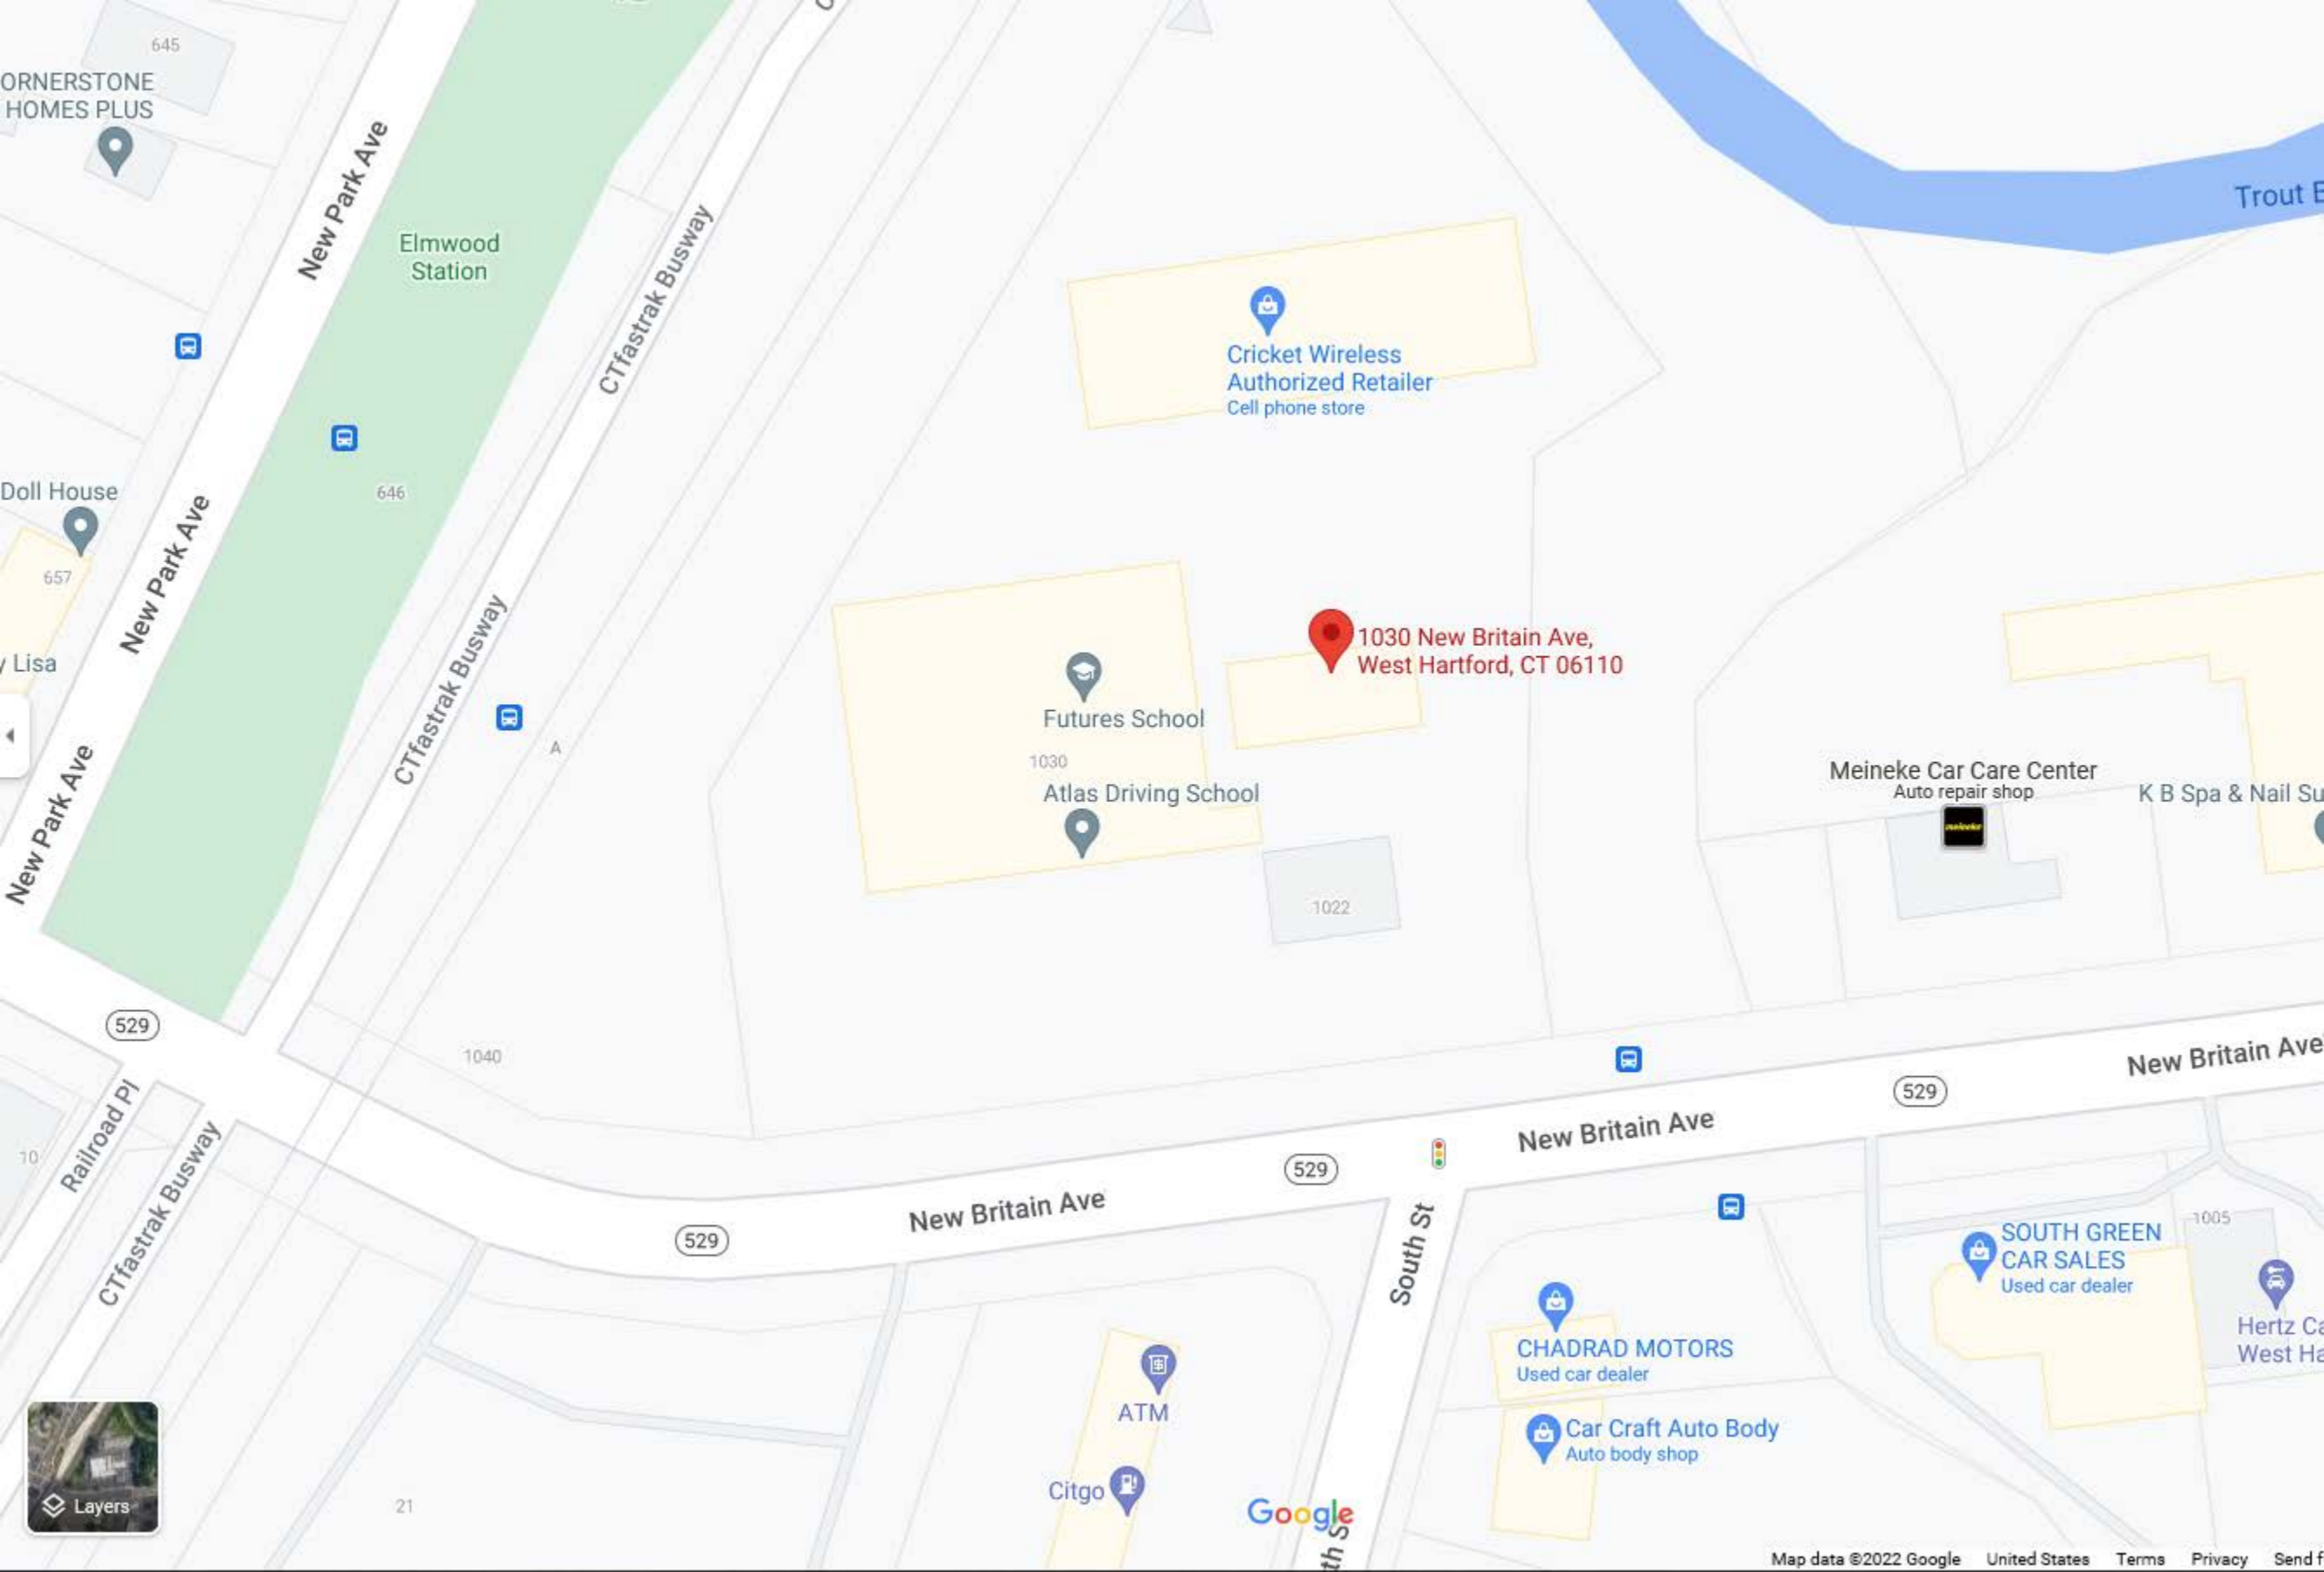 645
ORNERSTONE
HOMES PLUS
New Park Ave
Elmwood
Station
CTfastrak Busway
Trout
Cricket Wireless
Authorized Retailer
Cell phone store
646
Doll House
New Park Ave
657
y Lisa
CTfastrak Busway
A
1030 New Britain Ave,
West Hartford, CT 06110
Futures School
1030
Atlas Driving School
Meineke Car Care Center
Auto repair shop
meineke
K B Spa & Nail Su
New Park Ave
1022
529
1040
New Britain Ave
529
New Britain Ave
529
New Britain Ave
529
10
Railroad Pl
CTfastrak Busway
South St
1005
SOUTH GREEN
CAR SALES
Used car dealer
Hertz Ca
West Ha
CHADRAD MOTORS
Used car dealer
ATM
Car Craft Auto Body
Auto body shop
Citgo
21
Layers
Google
th S
Map data ©2022 Google United States Terms Privacy Send f